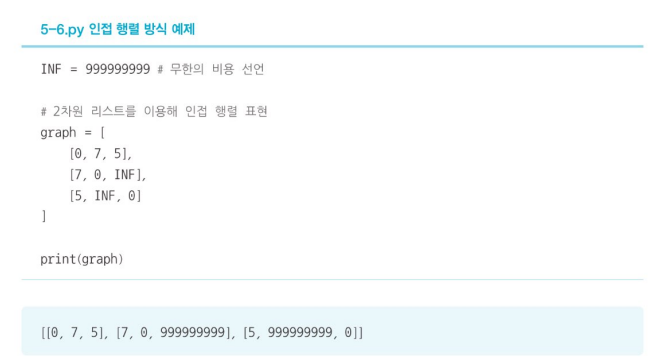 5-6.py 인접 행렬 방식 예제
INF = 999999999 # 무한의 비용 선언
# 2차원 리스트를 이용해 인접 행렬 표현
graph = [
    [0, 7, 5],
    [7, 0, INF],
    [5, INF, 0]
]
print(graph)
[[0, 7, 5], [7, 0, 999999999], [5, 999999999, 0]]